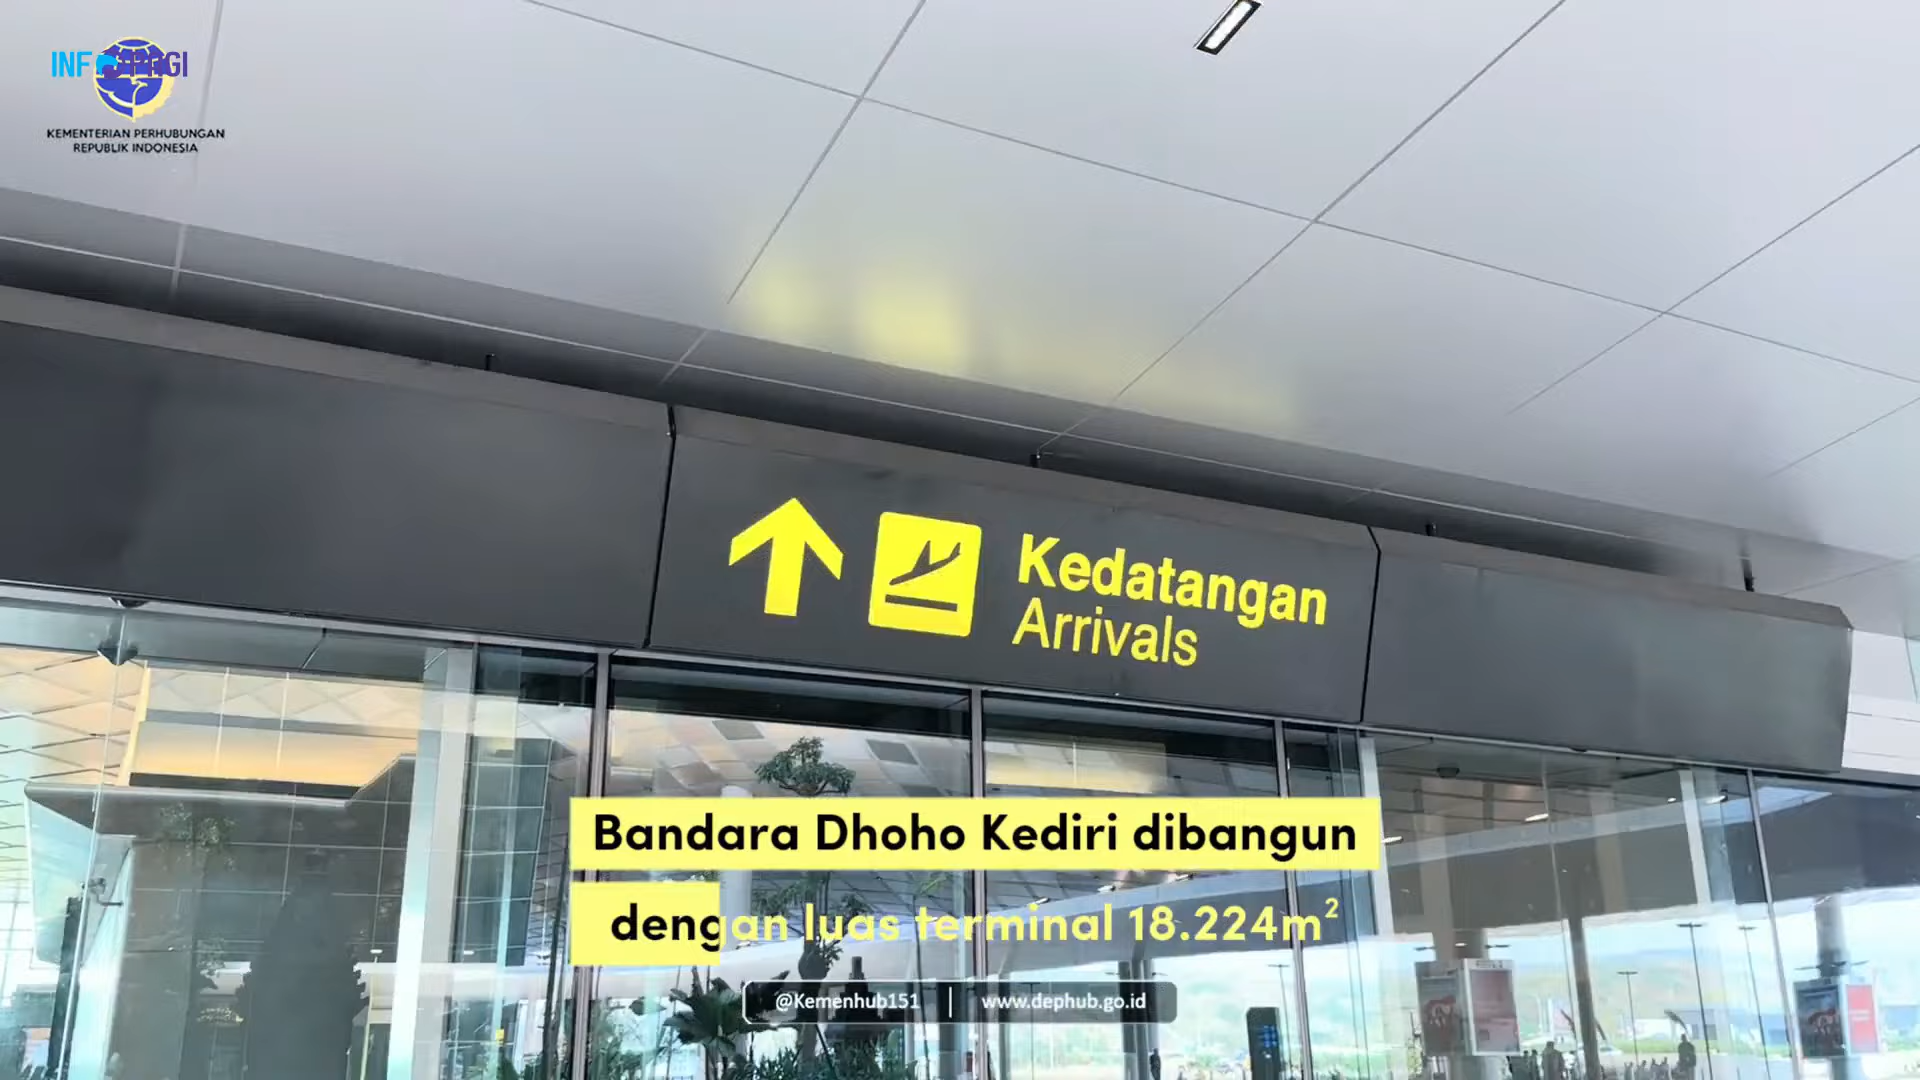 KEMENTERIAN PERHUBUNGAN
REPUBLIK INDONESIA
Kedatangan
Arrivals
Bandara Dhoho Kediri dibangun
dengan luas terminal 18.224m²
@Kemenhub151 | www.dephub.go.id